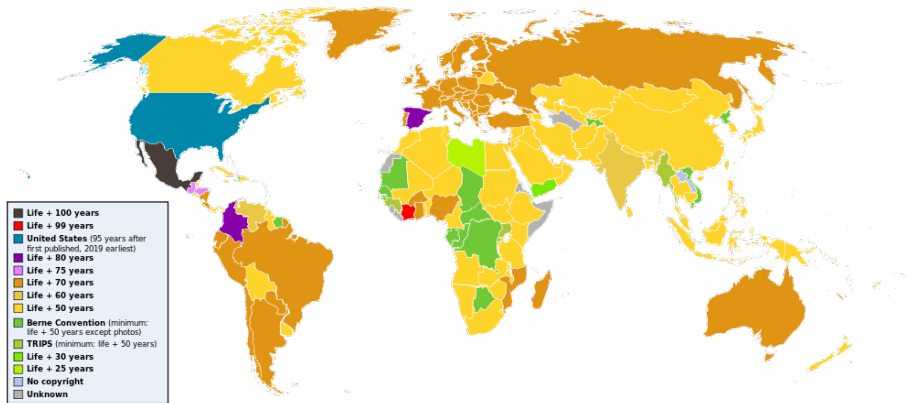 Life + 100 years
Life + 99 years
United States (95 years after
first published, 2019 earliest)
Life + 80 years
Life + 75 years
Life + 70 years
Life + 60 years
Life + 50 years
Berne Convention (minimum:
life + 50 years except photos)
TRIPS (minimum: life + 50 years)
Life + 30 years
Life + 25 years
No copyright
Unknown